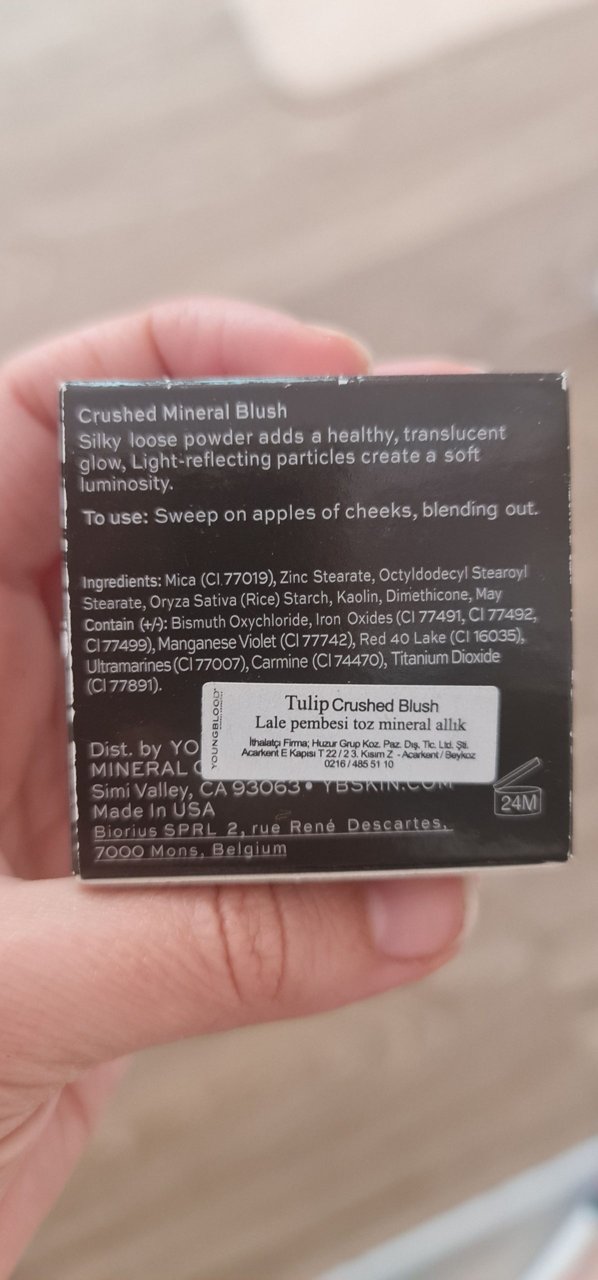 Crushed Mineral Blush
Silky loose powder adds a healthy, translucent
glow, Light-reflecting particles create a soft
luminosity.
To use: Sweep on apples of cheeks, blending out.
Ingredients: Mica (CI 77019), Zinc Stearate, Octyldodecyl Stearoyl
Stearate, Oryza Sativa (Rice) Starch, Kaolin, Dimethicone, May
Contain (+/-): Bismuth Oxychloride, Iron Oxides (CI 77491, CI 77492,
CI 77499), Manganese Violet (CI 77742), Red 40 Lake (CI 16035),
Ultramarines (CI 77007), Carmine (CI 74470), Titanium Dioxide
(CI 77891).
YOUNGBLOOD
Tulip Crushed Blush
Lale pembesi toz mineral allık
İthalatçı Firma; Huzur Grup Koz. Paz. Dış. Tic. Ltd. Şti.
Acarkent E Kapısı T 22 / 2 3. Kısım Z - Acarkent / Beykoz
0216 / 485 51 10
Dist. by YO
MINERAL C
Simi Valley, CA 93063 • YBSKIN.COM
Made In USA
Biorius SPRL 2, rue René Descartes,
7000 Mons, Belgium
24M